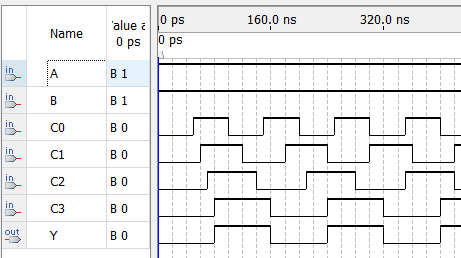 Name
Value a
0 ps
0 ps
160.0 ns
320.0 ns
0 ps
in A B 1
in B B 1
in C0 B 0
in C1 B 0
in C2 B 0
in C3 B 0
out Y B 0